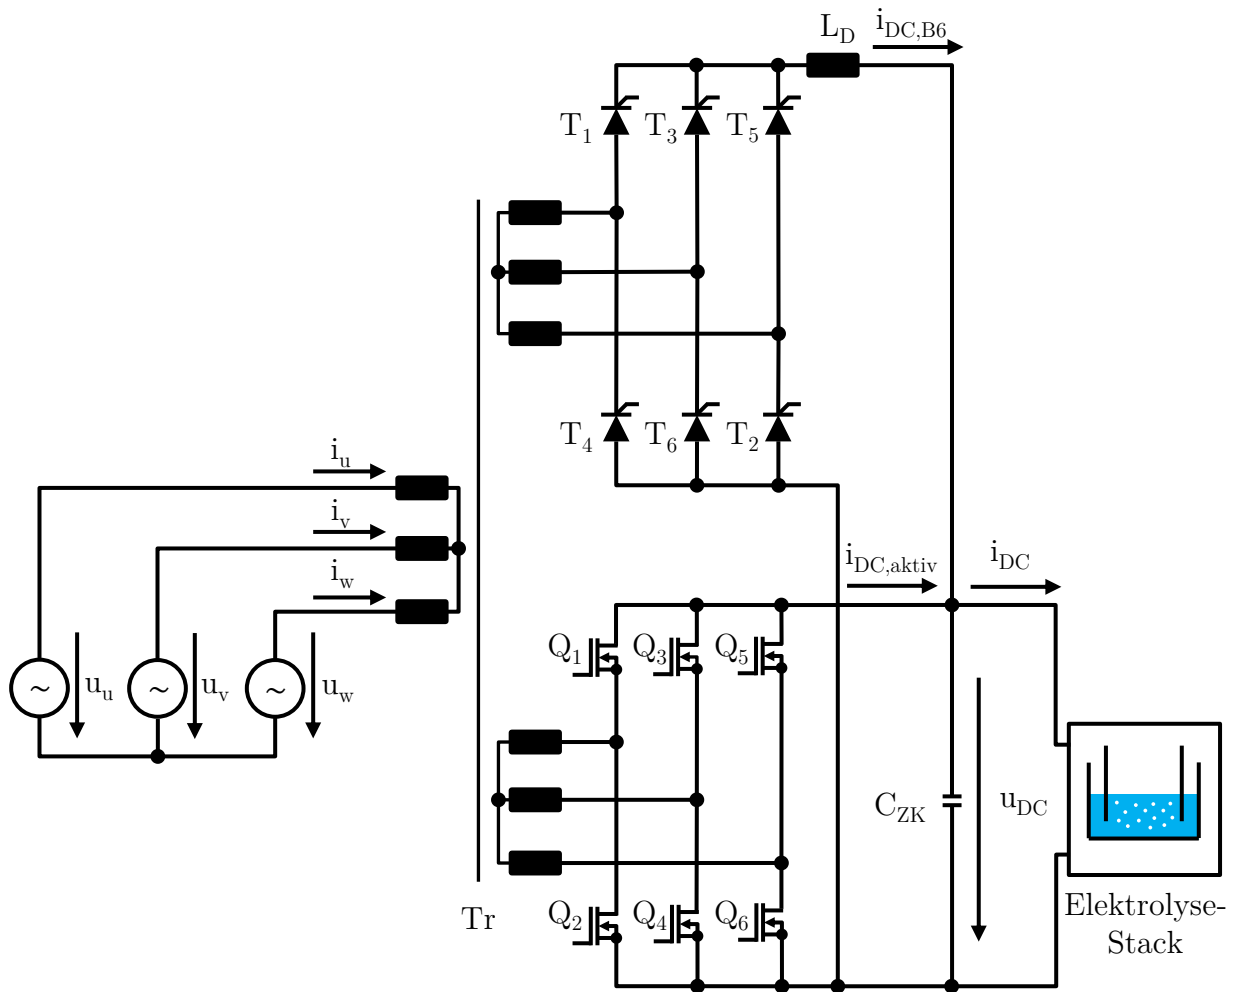 L_D
i_DC,B6
T_1
T_3
T_5
T_4
T_6
T_2
i_u
i_v
i_w
i_DC,aktiv
i_DC
Q_1
Q_3
Q_5
~
~
~
u_u
u_v
u_w
C_ZK
u_DC
Tr
Q_2
Q_4
Q_6
Elektrolyse-
Stack